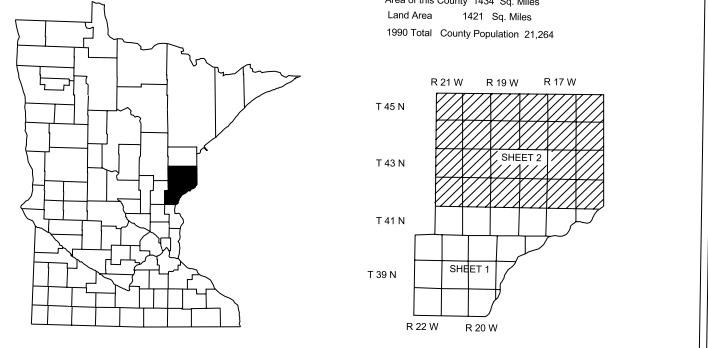 Area of this County 1434 Sq. Miles
Land Area 1421 Sq. Miles
1990 Total County Population 21,264
R 21 W R 19 W R 17 W
T 45 N
T 43 N
SHEET 2
T 41 N
T 39 N
SHEET 1
R 22 W R 20 W